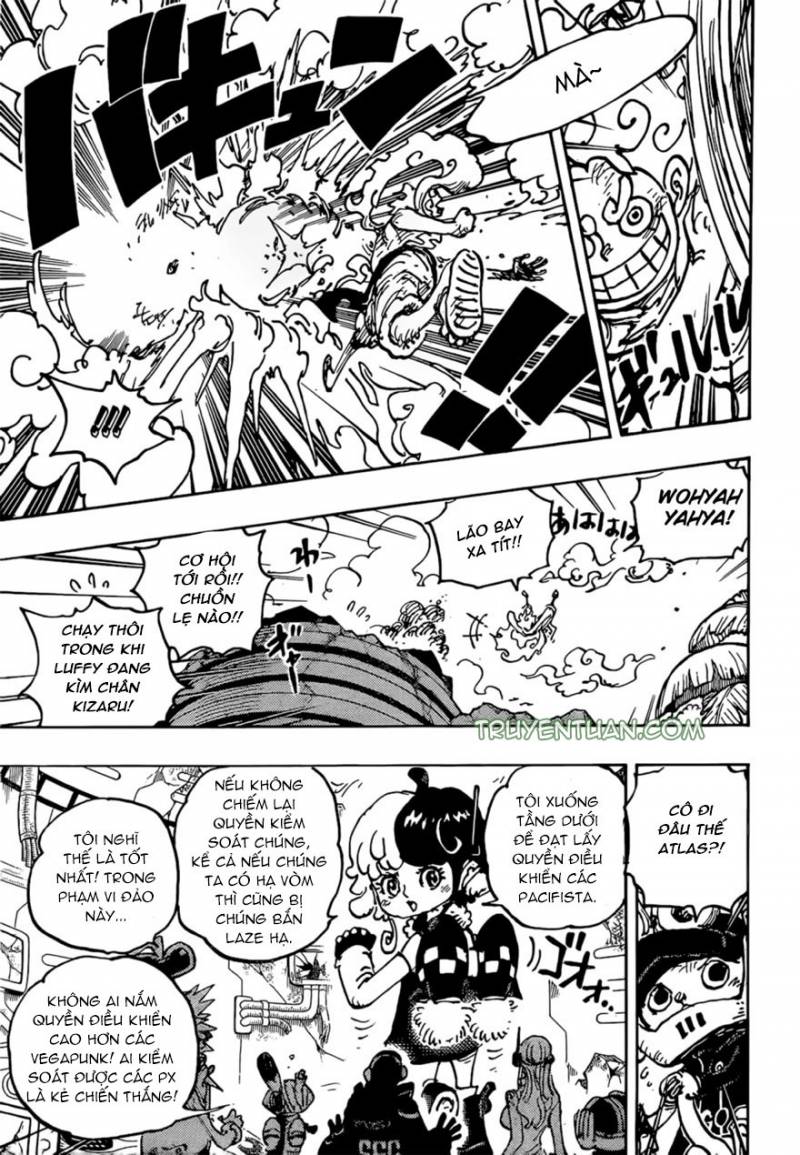 MÀ~
ギュルルル
バキュン
!!!
!!!
WOHYAH
YAHYA!
あははは
LÃO BAY
XA TÍT!!
わー
CƠ HỘI
TỚI RỒI!!
CHUỒN
LẸ NÀO!!
CHẠY THÔI
TRONG KHI
LUFFY ĐANG
KÌM CHÂN
KIZARU!
TRUYENTUAN.COM
CÔ ĐI
ĐÂU THẾ
ATLAS?!
TÔI XUỐNG
TẦNG DƯỚI
ĐỂ ĐẠT LẤY
QUYỀN ĐIỀU
KHIỂN CÁC
PACIFISTA.
ゴオオォ..
NẾU KHÔNG
CHIẾM LẠI
QUYỀN KIỂM
SOÁT CHÚNG,
KỂ CẢ NẾU CHÚNG
TA CÓ HẠ VÒM
THÌ CŨNG BỊ
CHÚNG BẮN
LAZE HẠ.
TÔI NGHĨ
THẾ LÀ TỐT
NHẤT! TRONG
PHẠM VI ĐẢO
NÀY...
KHÔNG AI NẮM
QUYỀN ĐIỀU KHIỂN
CAO HƠN CÁC
VEGAPUNK! AI KIỂM
SOÁT ĐƯỢC CÁC PX
LÀ KẺ CHIẾN THẮNG!
SSG